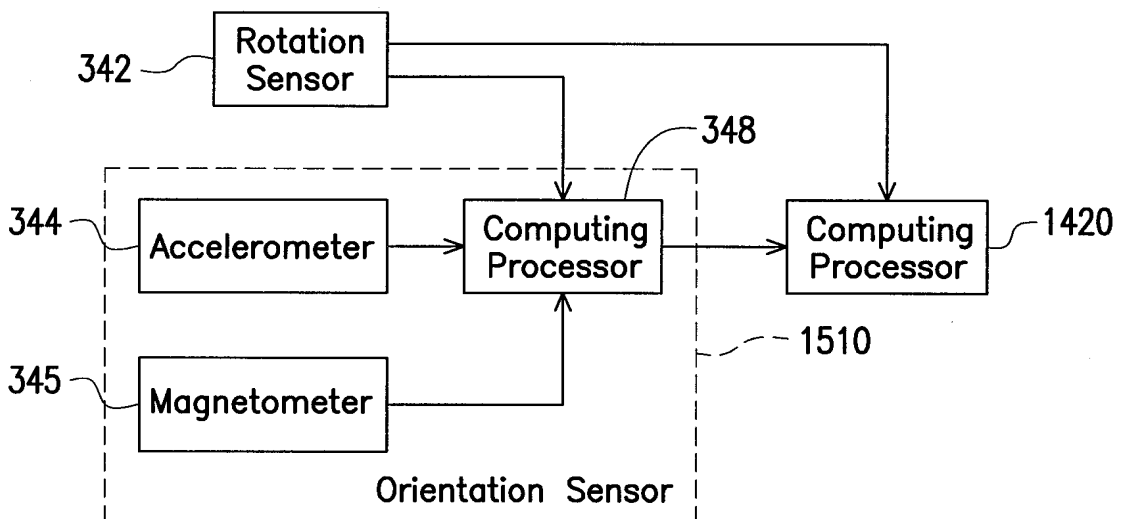 Rotation
Sensor
342
348
344
Accelerometer
Computing
Processor
Computing
Processor
1420
1510
345
Magnetometer
Orientation Sensor